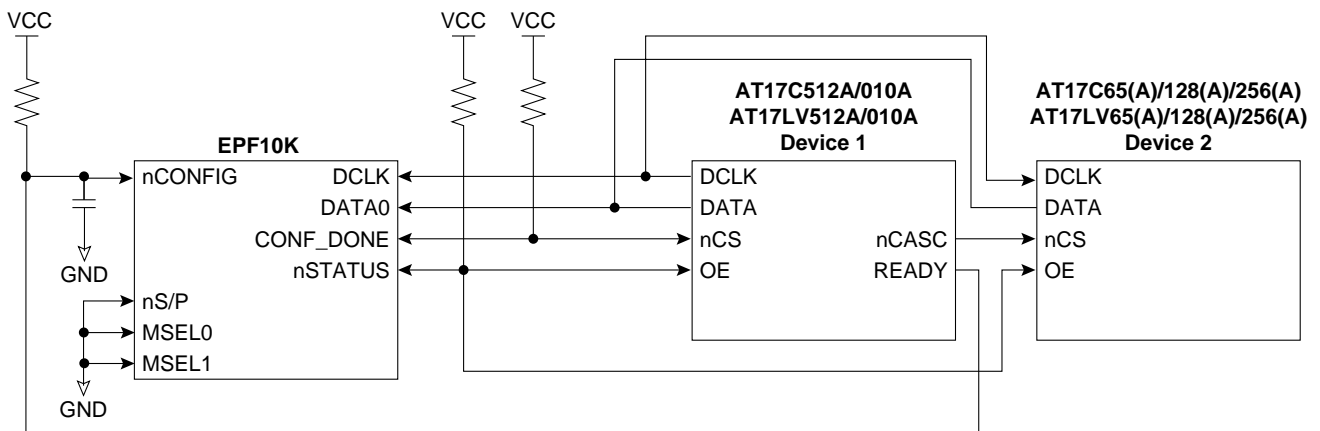 VCC
VCC
VCC
AT17C512A/010A
AT17LV512A/010A
Device 1
AT17C65(A)/128(A)/256(A)
AT17LV65(A)/128(A)/256(A)
Device 2
EPF10K
nCONFIG
DCLK
DATA0
CONF_DONE
nSTATUS
nS/P
MSEL0
MSEL1
GND
GND
DCLK
DATA
nCS
OE
nCASC
READY
DCLK
DATA
nCS
OE